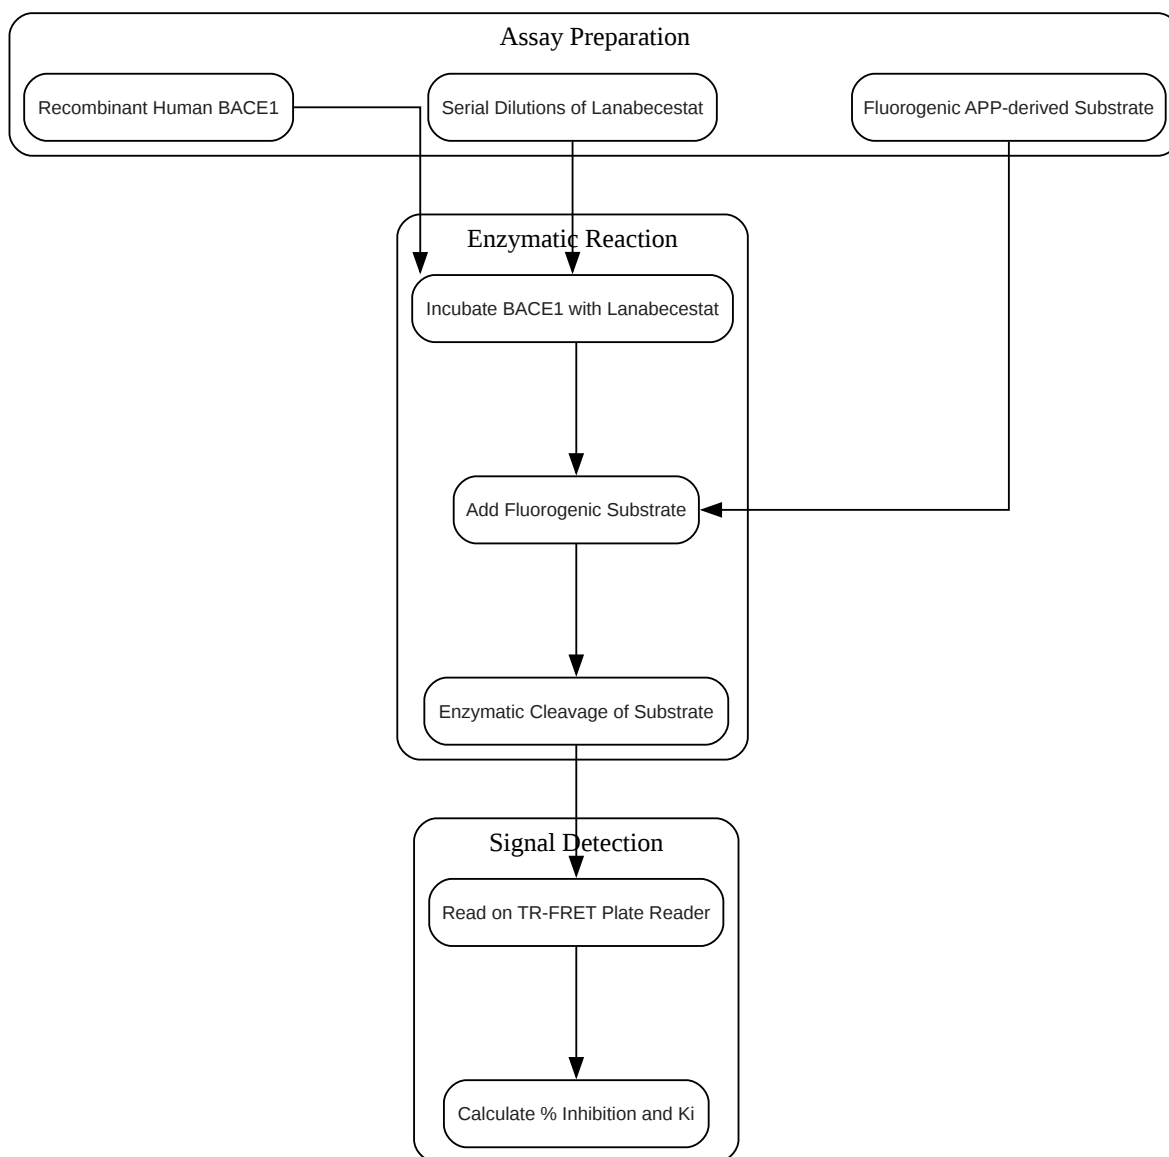 Assay Preparation
Recombinant Human BACE1
Serial Dilutions of Lanabecestat
Fluorogenic APP-derived Substrate
Enzymatic Reaction
Incubate BACE1 with Lanabecestat
Add Fluorogenic Substrate
Enzymatic Cleavage of Substrate
Signal Detection
Read on TR-FRET Plate Reader
Calculate % Inhibition and Ki